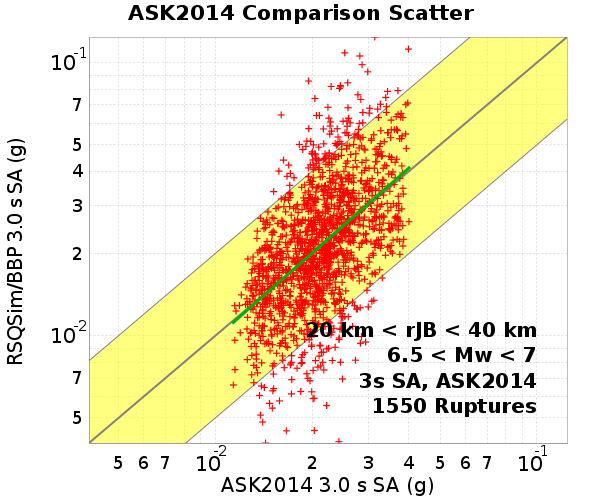 ASK2014 Comparison Scatter
RSQSim/BBP 3.0 s SA (g)
10-1
7
5
4
3
2
10-2
7
5
20 km < rJB < 40 km
6.5 < Mw < 7
3s SA, ASK2014
1550 Ruptures
5 6 7 10-2 2 3 4 5 6 7 10-1
ASK2014 3.0 s SA (g)